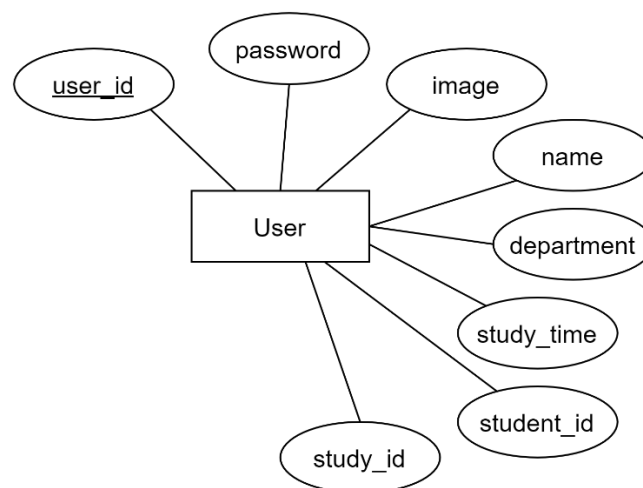 password
user_id
image
name
User
department
study_time
student_id
study_id